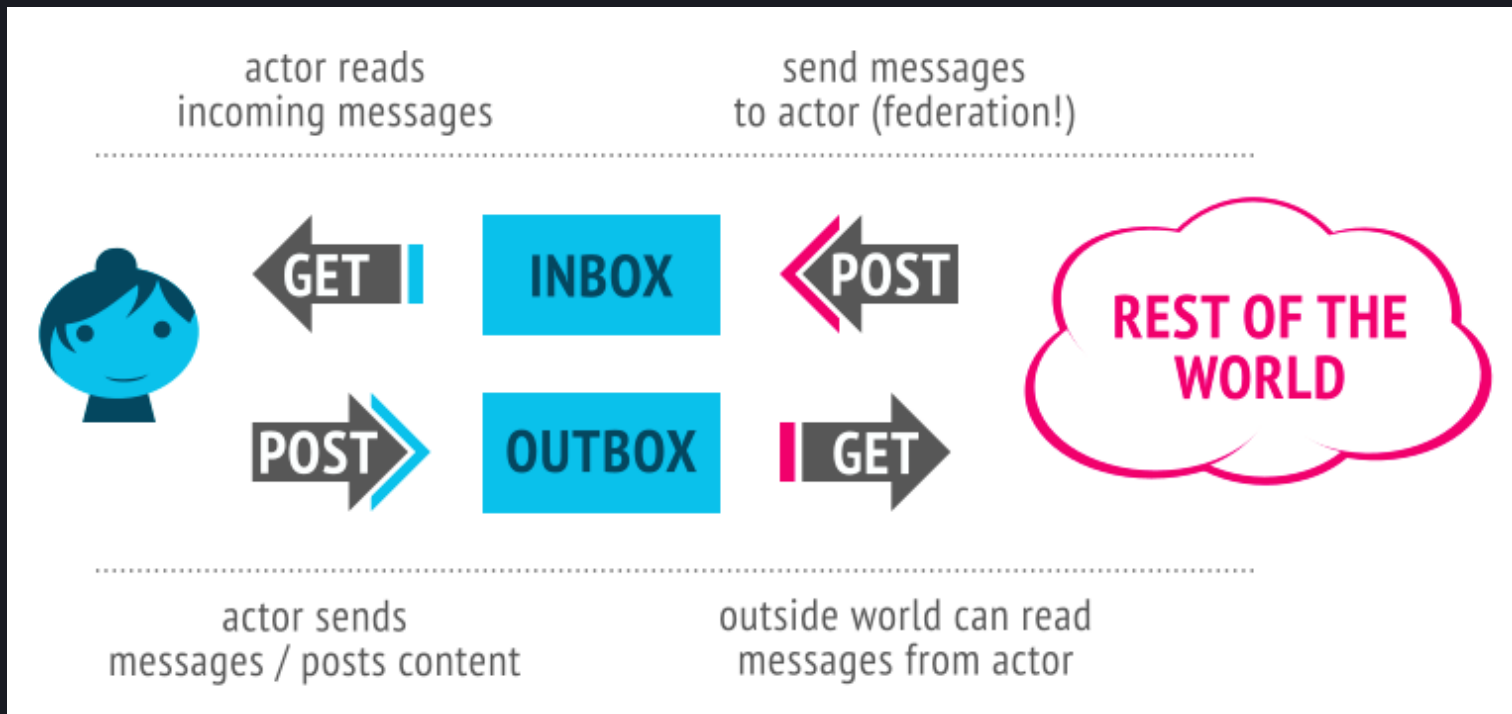 actor reads
incoming messages
send messages
to actor (federation!)
GET
INBOX
POST
REST OF THE
WORLD
POST
OUTBOX
GET
actor sends
messages / posts content
outside world can read
messages from actor